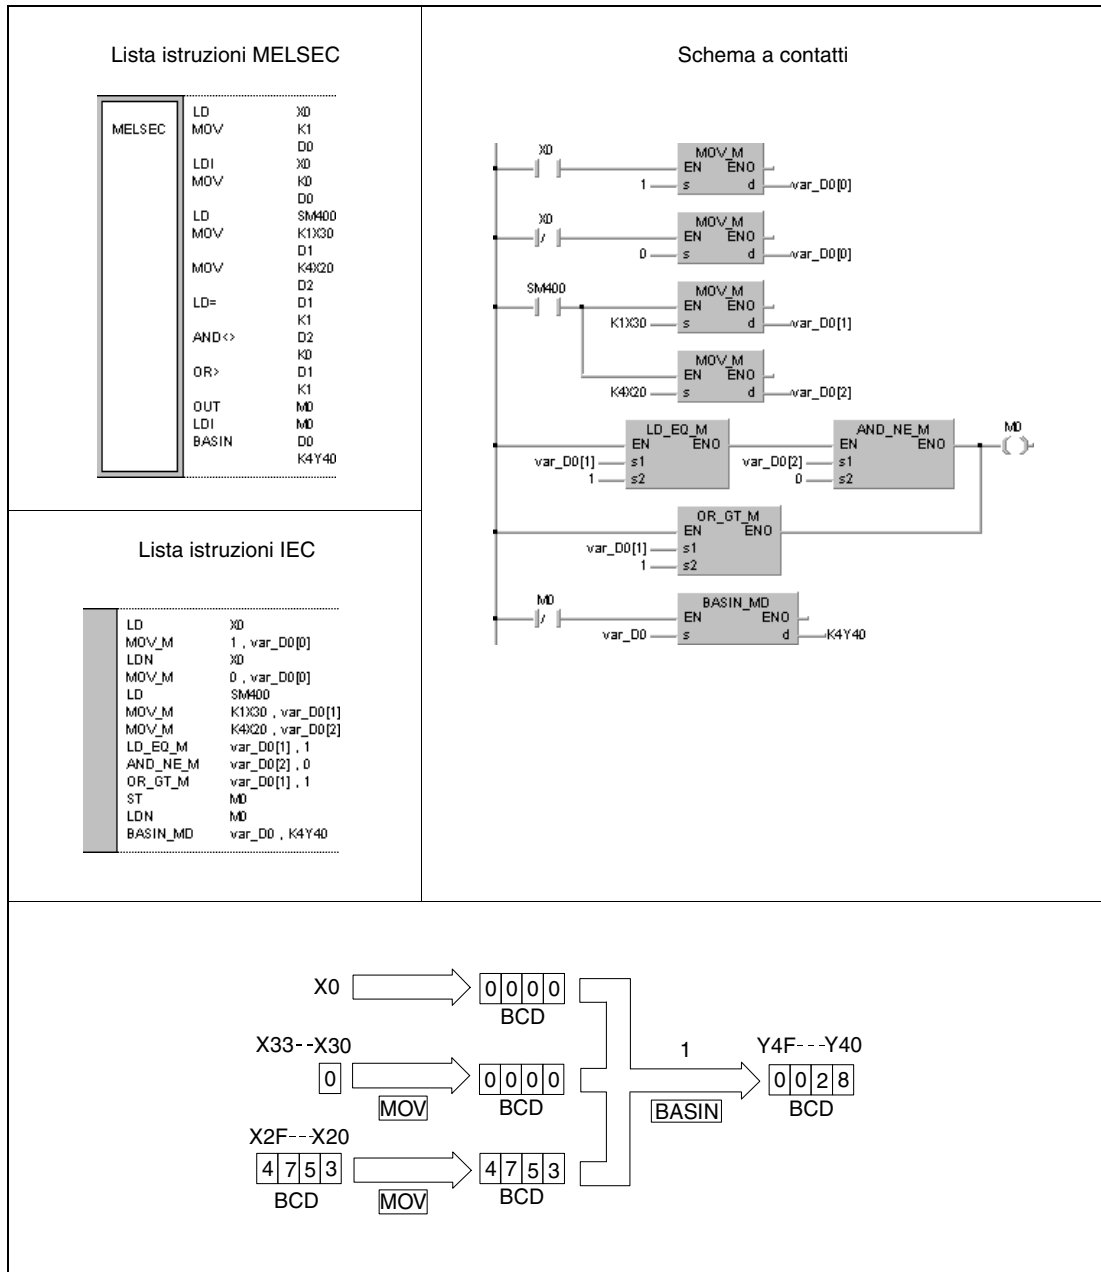 Lista istruzioni MELSEC
MELSEC
LD X0
MOV K1
D0
LDI X0
MOV K0
D0
LD SM400
MOV K1X30
D1
MOV K4X20
D2
LD= D1
K1
AND<> D2
K0
OR> D1
K1
OUT M0
LDI M0
BASIN D0
K4Y40
Lista istruzioni IEC
LD X0
MOV_M 1 , var_D0[0]
LDN X0
MOV_M 0 , var_D0[0]
LD SM400
MOV_M K1X30 , var_D0[1]
MOV_M K4X20 , var_D0[2]
LD_EQ_M var_D0[1] , 1
AND_NE_M var_D0[2] , 0
OR_GT_M var_D0[1] , 1
ST M0
LDN M0
BASIN_MD var_D0 , K4Y40
Schema a contatti
X0
MOV_M
EN ENO
1 s d var_D0[0]
X0
MOV_M
EN ENO
0 s d var_D0[0]
SM400
MOV_M
EN ENO
K1X30 s d var_D0[1]
MOV_M
EN ENO
K4X20 s d var_D0[2]
LD_EQ_M AND_NE_M M0
EN ENO EN ENO
var_D0[1] s1 var_D0[2] s1
1 s2 0 s2
OR_GT_M
EN ENO
var_D0[1] s1
1 s2
M0
BASIN_MD
EN ENO
var_D0 s d K4Y40
X0 0 0 0 0
BCD
X33--X30 1 Y4F---Y40
0 0 0 0 0 0 0 2 8
MOV BCD BASIN BCD
X2F---X20
4 7 5 3 4 7 5 3
BCD MOV BCD